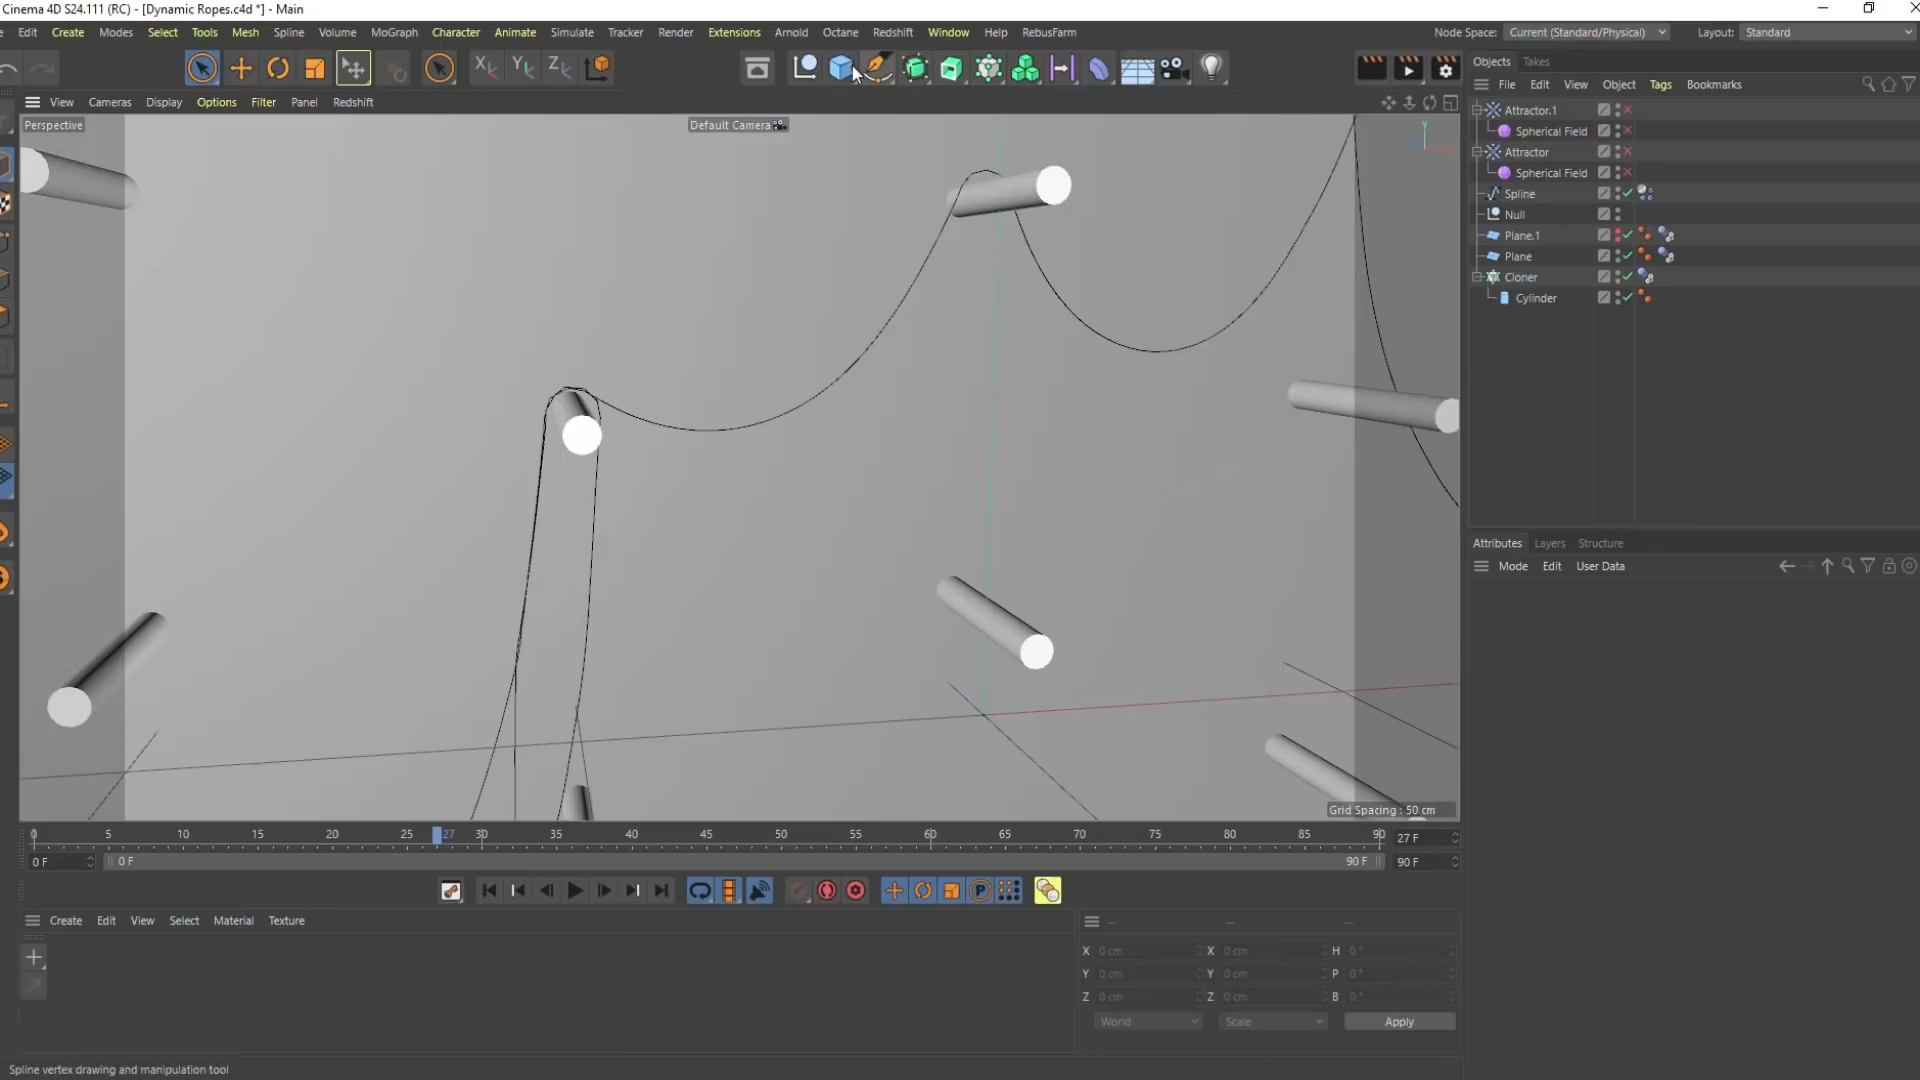 Cinema 4D S24.111 (RC) - [Dynamic Ropes.c4d *] - Main
Edit Create Modes Select Tools Mesh Spline Volume MoGraph Character Animate Simulate Tracker Render Extensions Arnold Octane Redshift Window Help RebusFarm Node Space: Current (Standard/Physical) Layout: Standard
X Y Z
Objects Takes
File Edit View Object Tags Bookmarks
View Cameras Display Options Filter Panel Redshift
Perspective
Default Camera
Y
Attractor.1
Spherical Field
Attractor
Spherical Field
Spline
Null
Plane.1
Plane
Cloner
Cylinder
Attributes Layers Structure
Mode Edit User Data
Grid Spacing : 50 cm
0 5 10 15 20 25 27 30 35 40 45 50 55 60 65 70 75 80 85 90 27 F
0 F 0 F 90 F 90 F
P
Create Edit View Select Material Texture
-- -- --
X 0 cm X 0 cm H 0 °
Y 0 cm Y 0 cm P 0 °
Z 0 cm Z 0 cm B 0 °
World Scale Apply
Spline vertex drawing and manipulation tool